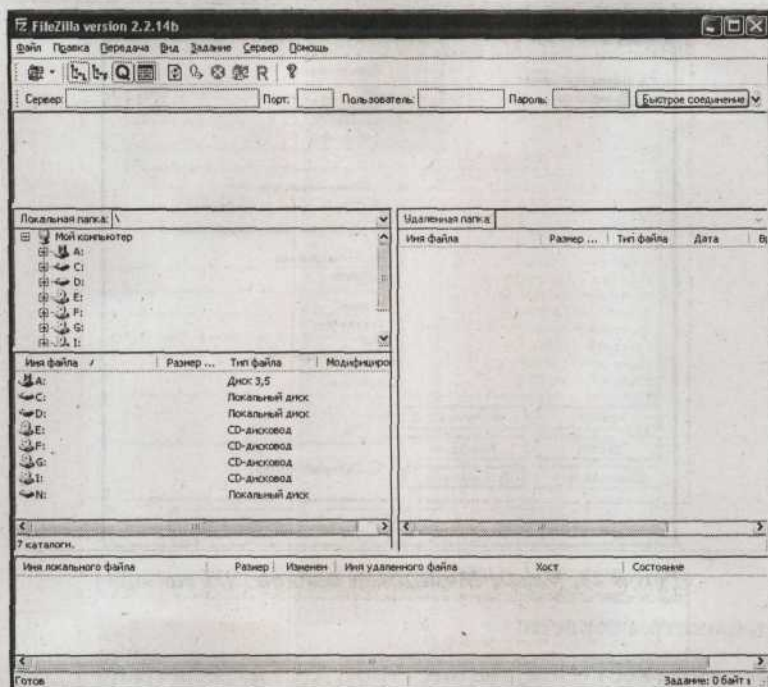 FileZilla version 2.2.14b
Файл Правка Передача Вид Задание Сервер Помощь
Сервер: Порт: Пользователь: Пароль: Быстрое соединение
Локальная папка: \
Удаленная папка:
Мой компьютер
A:
C:
D:
E:
F:
G:
I:
Имя файла Размер ... Тип файла Модифициро
A: Диск 3,5
C: Локальный диск
D: Локальный диск
E: CD-дисковод
F: CD-дисковод
G: CD-дисковод
I: CD-дисковод
N: Локальный диск
7 каталоги.
Имя файла Размер ... Тип файла Дата
Имя локального файла Размер Изменен Имя удаленного файла Хост Состояние
Готов
Задание: 0 байт